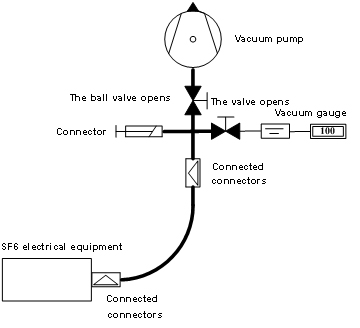 Vacuum pump
The ball valve opens
The valve opens
Vacuum gauge
Connector
100
Connected
connectors
SF6 electrical equipment
Connected
connectors